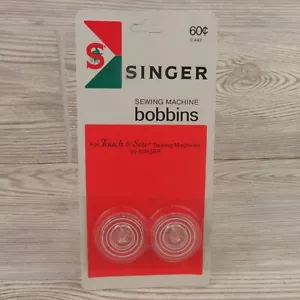 60¢
S
SINGER
SEWING MACHINE
bobbins
For Touch & Sew* Sewing Machines
by SINGER